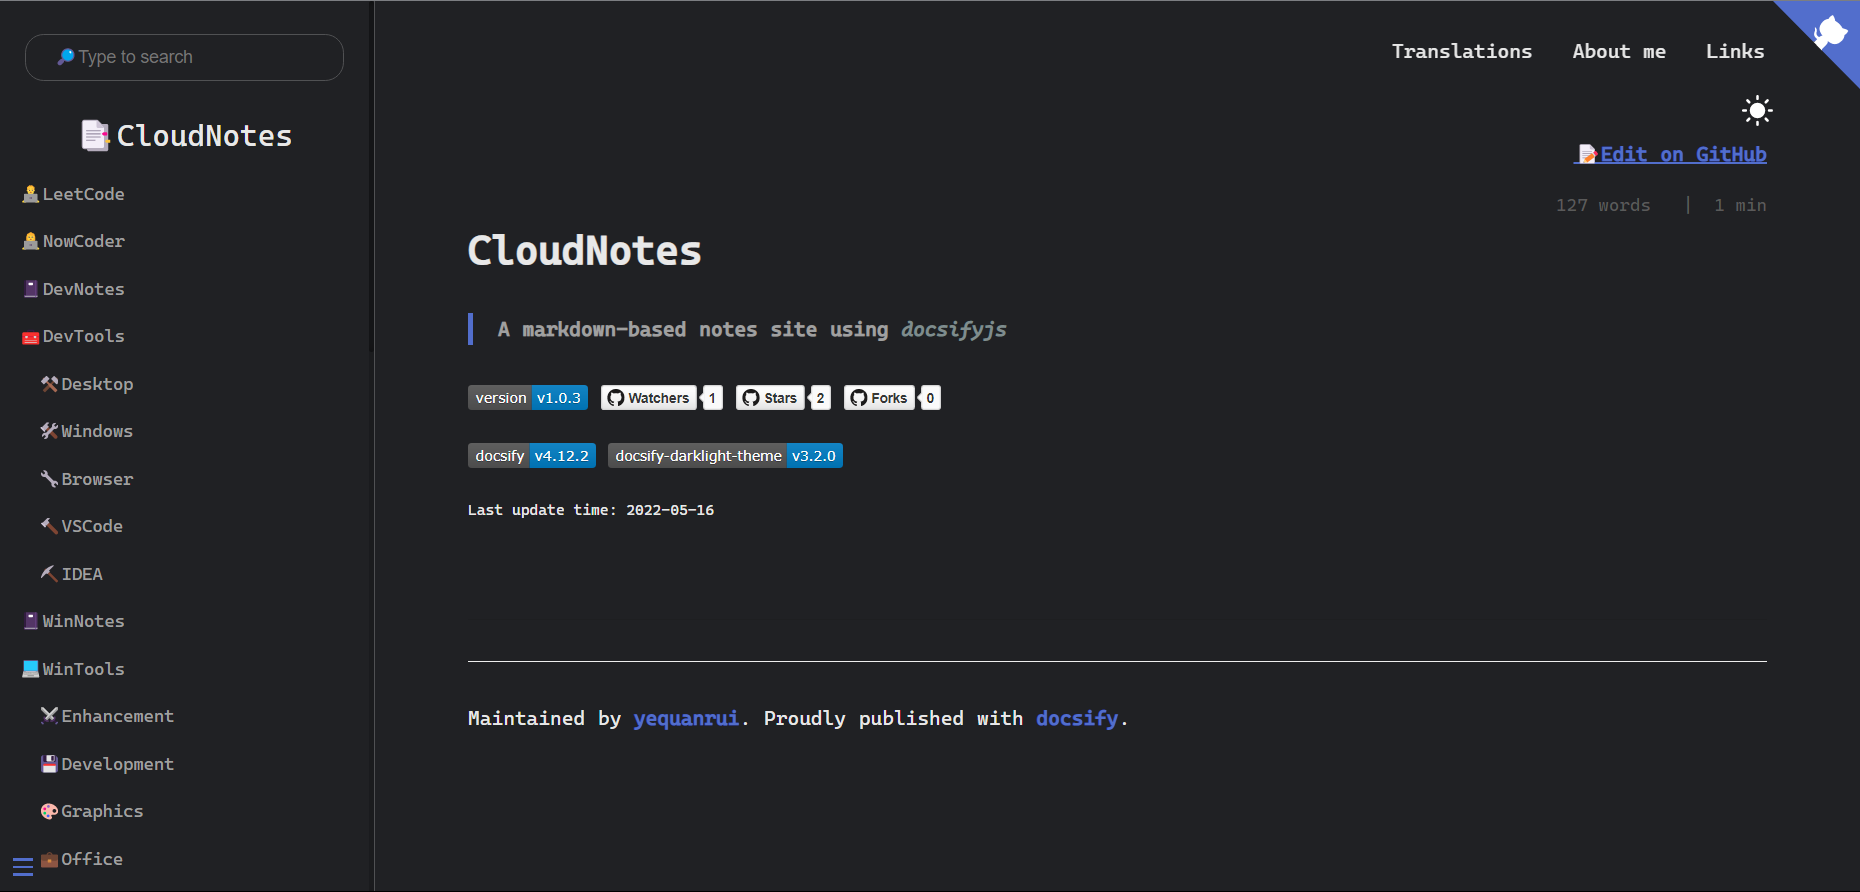 Type to search
CloudNotes
LeetCode
NowCoder
DevNotes
DevTools
Desktop
Windows
Browser
VSCode
IDEA
WinNotes
WinTools
Enhancement
Development
Graphics
Office
Translations About me Links
Edit on GitHub
127 words | 1 min
CloudNotes
A markdown-based notes site using docsifyjs
version v1.0.3 Watchers 1 Stars 2 Forks 0
docsify v4.12.2 docsify-darklight-theme v3.2.0
Last update time: 2022-05-16
Maintained by yequanrui. Proudly published with docsify.